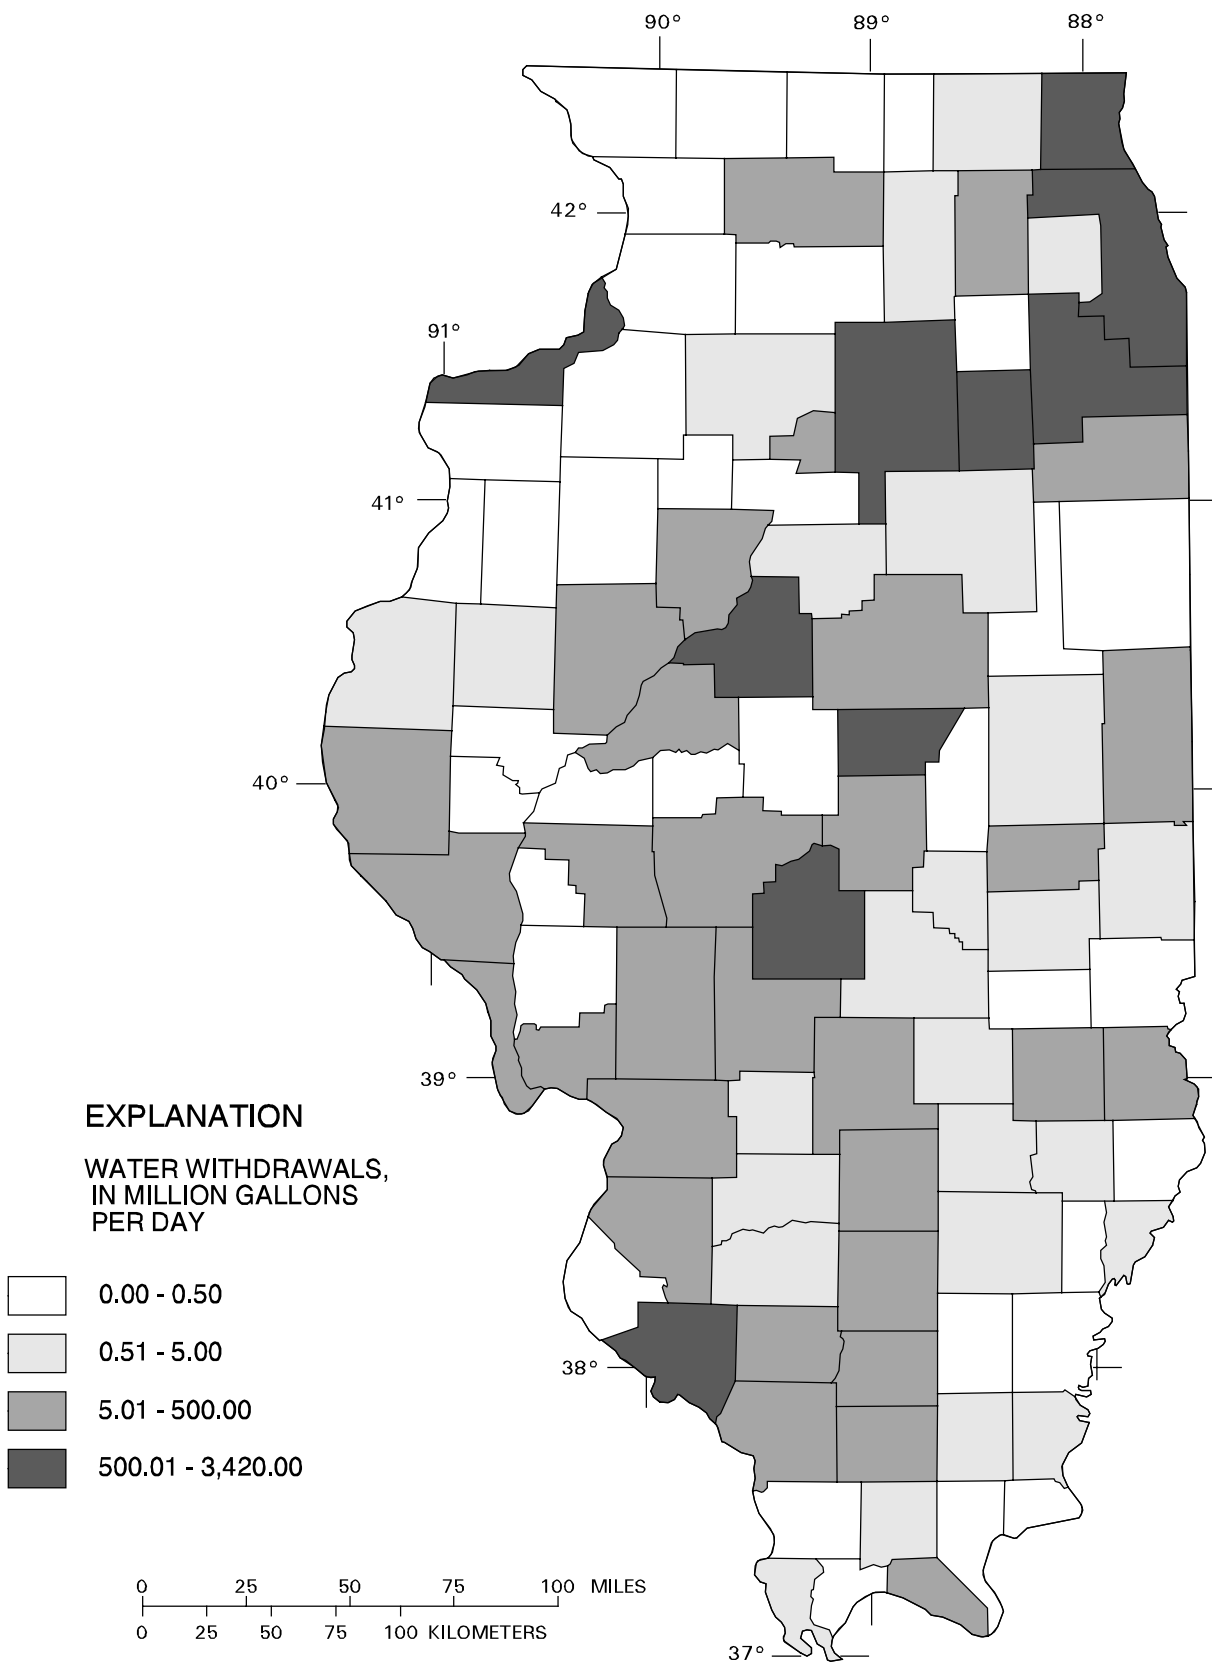 90° 89° 88°
42°
91°
41°
40°
39°
EXPLANATION
WATER WITHDRAWALS,
IN MILLION GALLONS
PER DAY
0.00 - 0.50
0.51 - 5.00
38°
5.01 - 500.00
500.01 - 3,420.00
0 25 50 75 100 MILES
0 25 50 75 100 KILOMETERS
37°